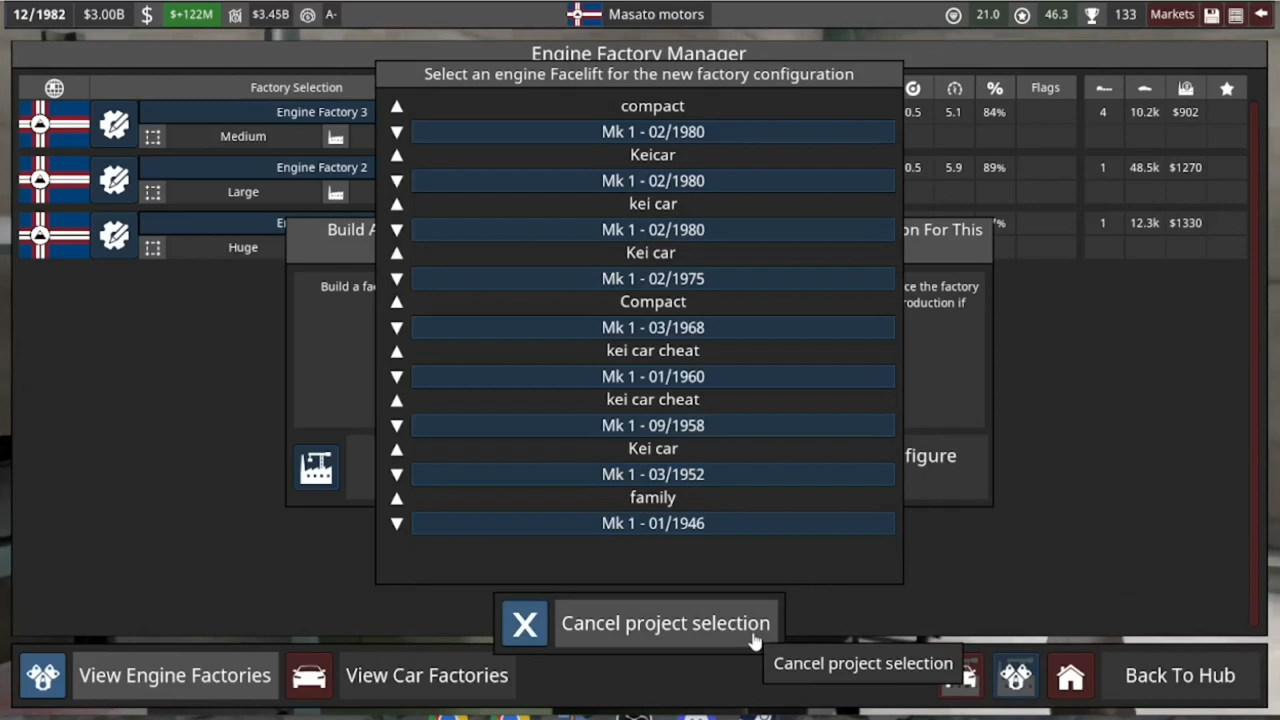 12/1982 $3.00B $ $+122M $3.45B A- Masato motors 21.0 46.3 133 Markets
Engine Factory Manager
Select an engine Facelift for the new factory configuration
Factory Selection
% Flags
Engine Factory 3
0.5 5.1 84% 4 10.2k $902
Medium
Engine Factory 2
0.5 5.9 89% 1 48.5k $1270
Large
1 12.3k $1330
Huge
Build A
on For This
Build a fa
ce the factory
roduction if
compact
Mk 1 - 02/1980
Keicar
Mk 1 - 02/1980
kei car
Mk 1 - 02/1980
Kei car
Mk 1 - 02/1975
Compact
Mk 1 - 03/1968
kei car cheat
Mk 1 - 01/1960
kei car cheat
Mk 1 - 09/1958
Kei car
Mk 1 - 03/1952
family
Mk 1 - 01/1946
figure
X Cancel project selection
Cancel project selection
View Engine Factories
View Car Factories
Back To Hub